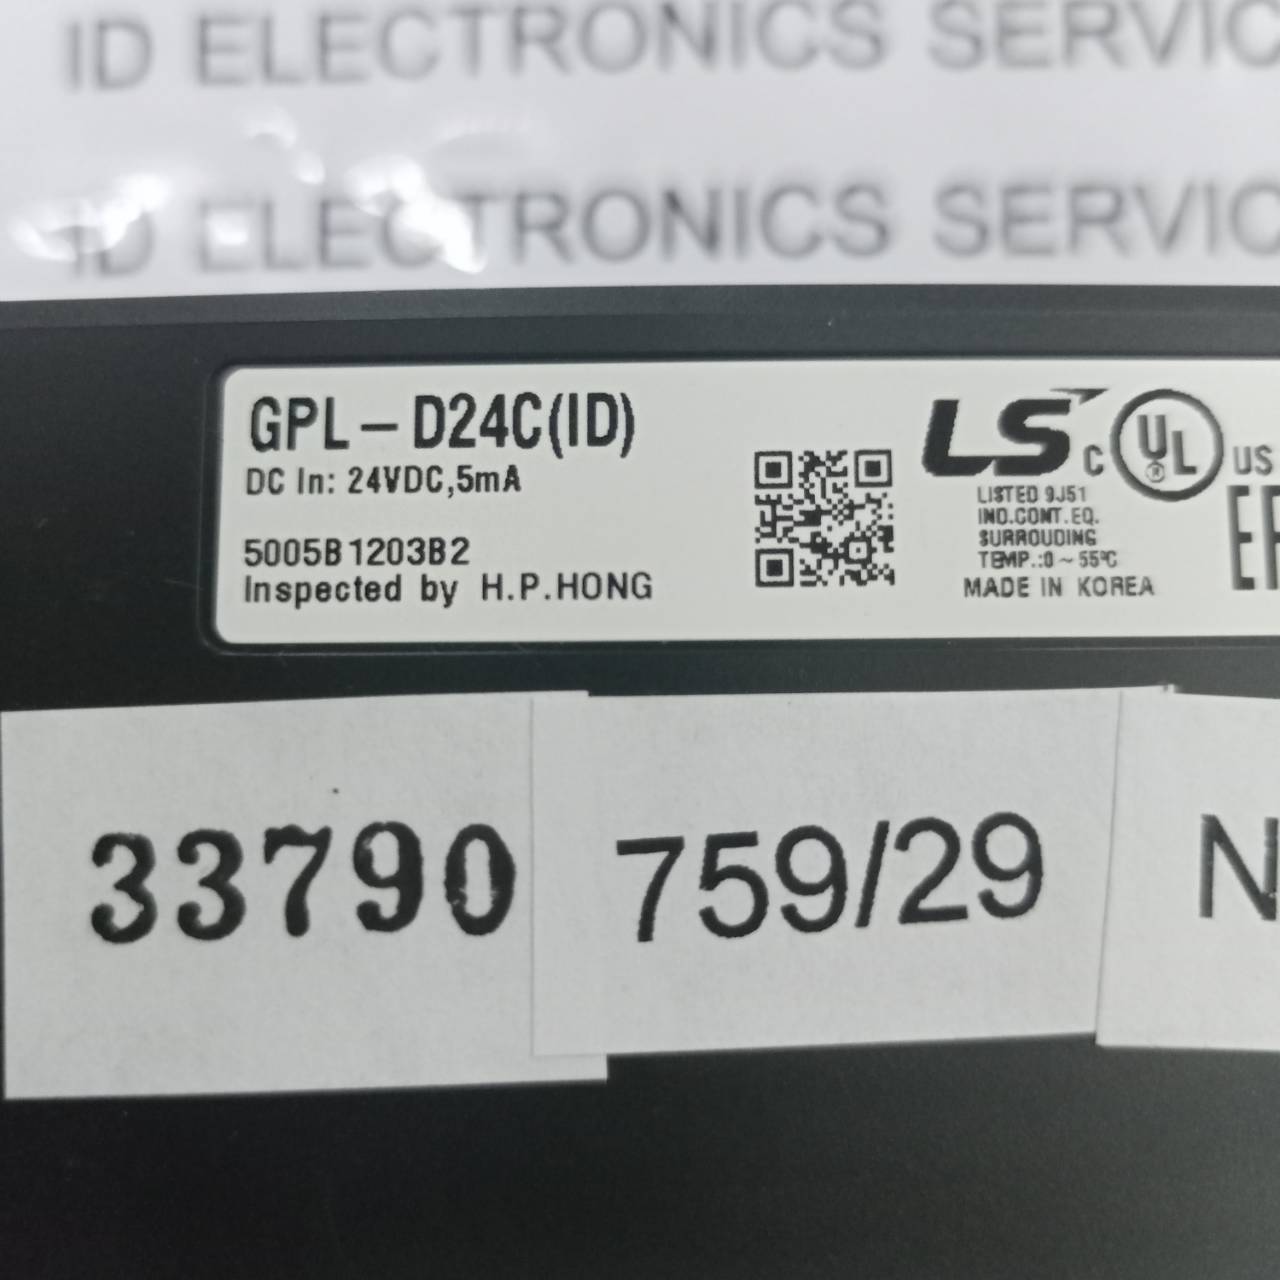 ID ELECTRONICS SERVIC
ID ELECTRONICS SERVIC
GPL-D24C(ID)
DC In: 24VDC,5mA
5005B1203B2
Inspected by H.P.HONG
LS
C UL® US
LISTED 9J51
IND.CONT.EQ.
SURROUDING
TEMP.:0~55℃
MADE IN KOREA
33790
759/29
N